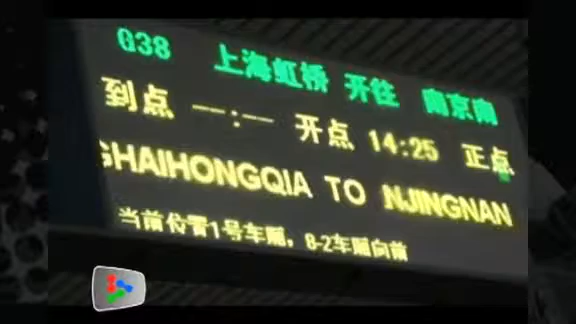 G38 上海虹桥 开往 南京南
到点 --:-- 开点 14:25 正点
GHAIHONGQIA TO NJINGNAN
当前位置1号车厢，8-2车厢向前